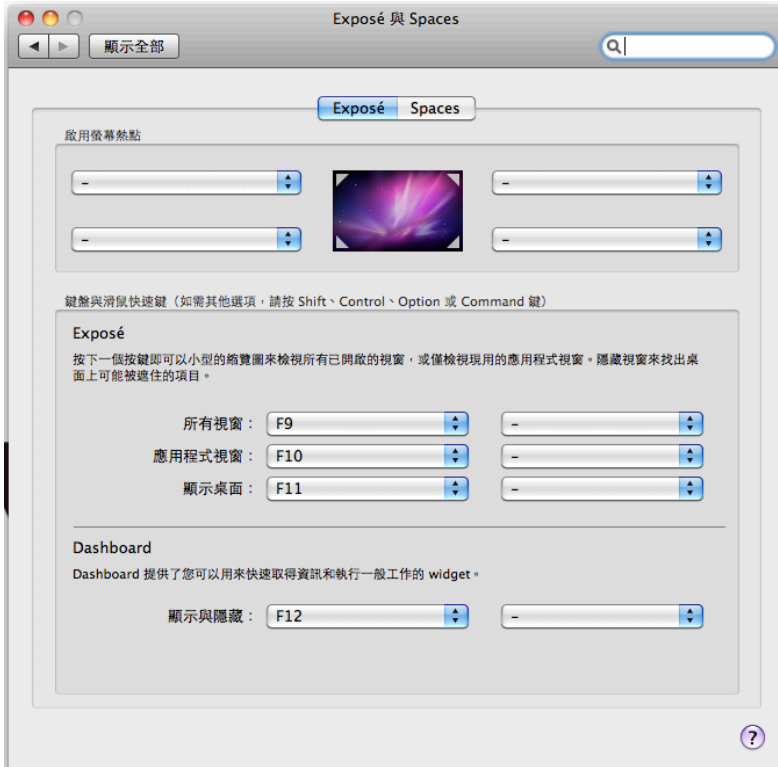 Exposé 與 Spaces
顯示全部
Exposé Spaces
啟用螢幕熱點
– –
– –
鍵盤與滑鼠快速鍵（如需其他選項，請按 Shift、Control、Option 或 Command 鍵）
Exposé
按下一個按鍵即可以小型的縮覽圖來檢視所有已開啟的視窗，或僅檢視現用的應用程式視窗。隱藏視窗來找出桌
面上可能被遮住的項目。
所有視窗： F9 –
應用程式視窗： F10 –
顯示桌面： F11 –
Dashboard
Dashboard 提供了您可以用來快速取得資訊和執行一般工作的 widget。
顯示與隱藏： F12 –
?